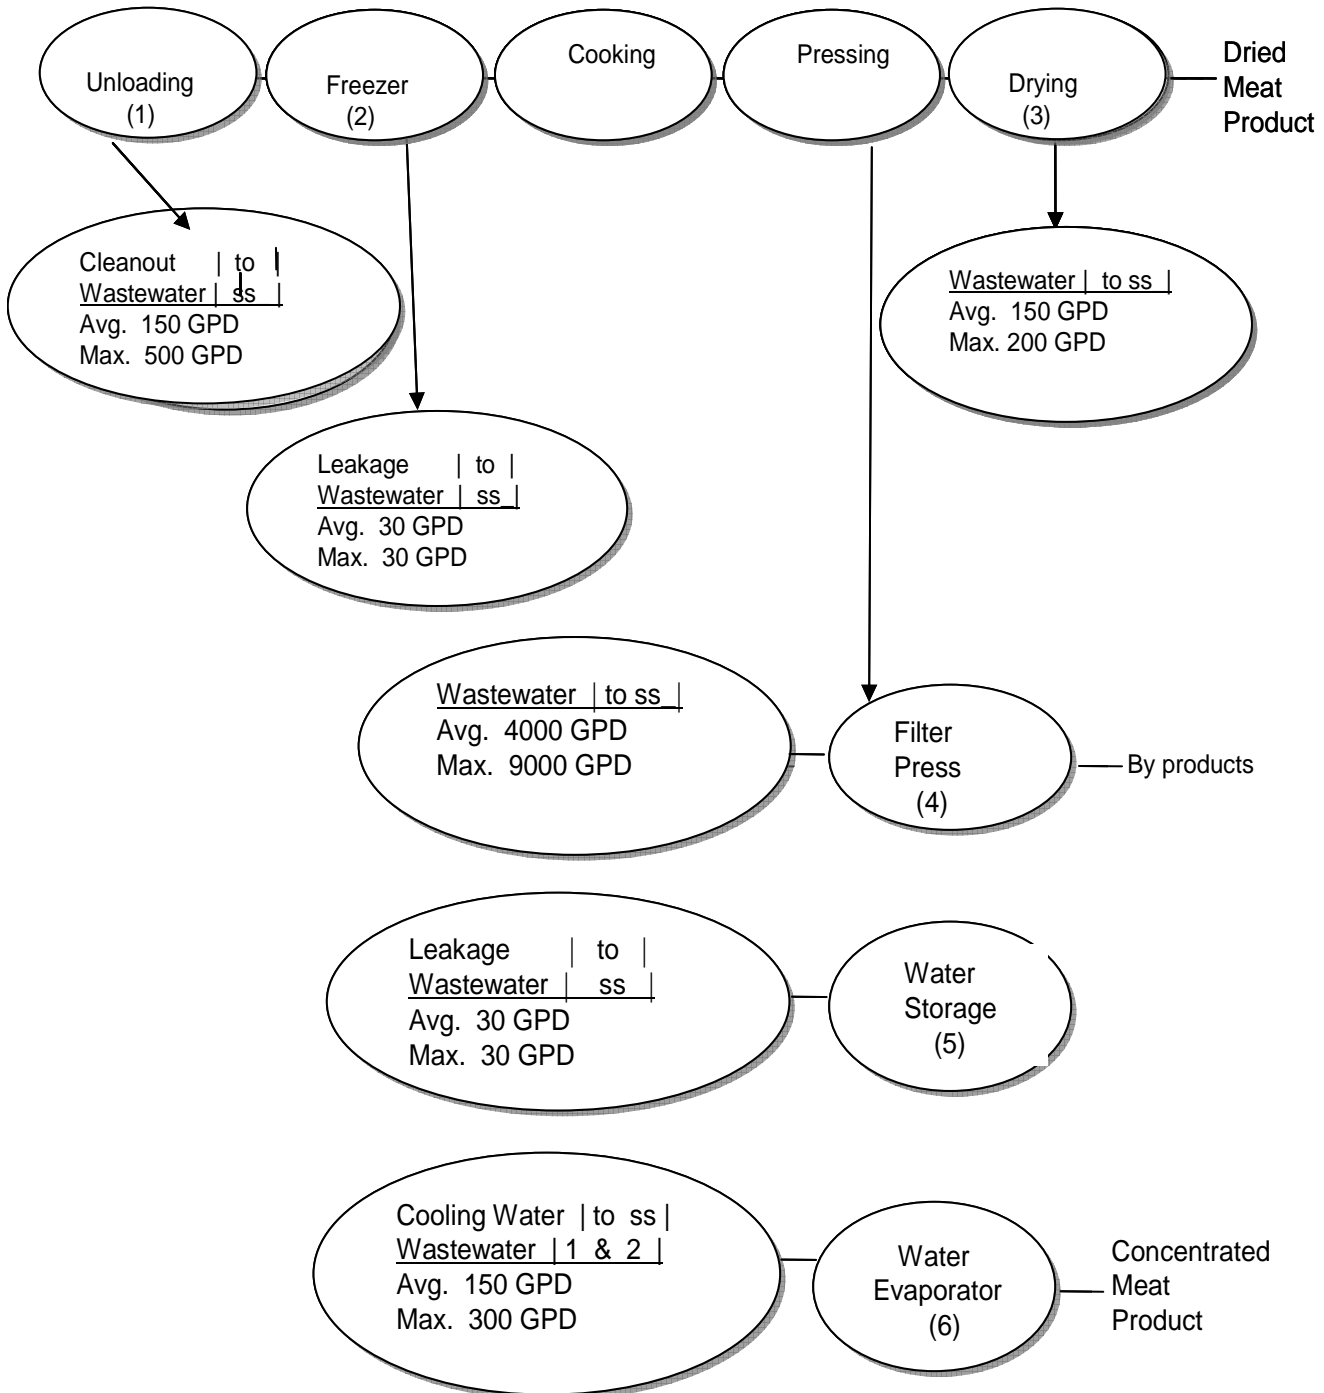 Unloading
(1)
Freezer
(2)
Cooking
Pressing
Drying
(3)
Dried
Meat
Product
Cleanout | to |
Wastewater | ss |
Avg. 150 GPD
Max. 500 GPD
Wastewater | to ss |
Avg. 150 GPD
Max. 200 GPD
Leakage | to |
Wastewater | ss_|
Avg. 30 GPD
Max. 30 GPD
Wastewater | to ss_|
Avg. 4000 GPD
Max. 9000 GPD
Filter
Press
(4)
By products
Leakage | to |
Wastewater | ss |
Avg. 30 GPD
Max. 30 GPD
Water
Storage
(5)
Cooling Water | to ss |
Wastewater | 1 & 2 |
Avg. 150 GPD
Max. 300 GPD
Water
Evaporator
(6)
Concentrated
Meat
Product